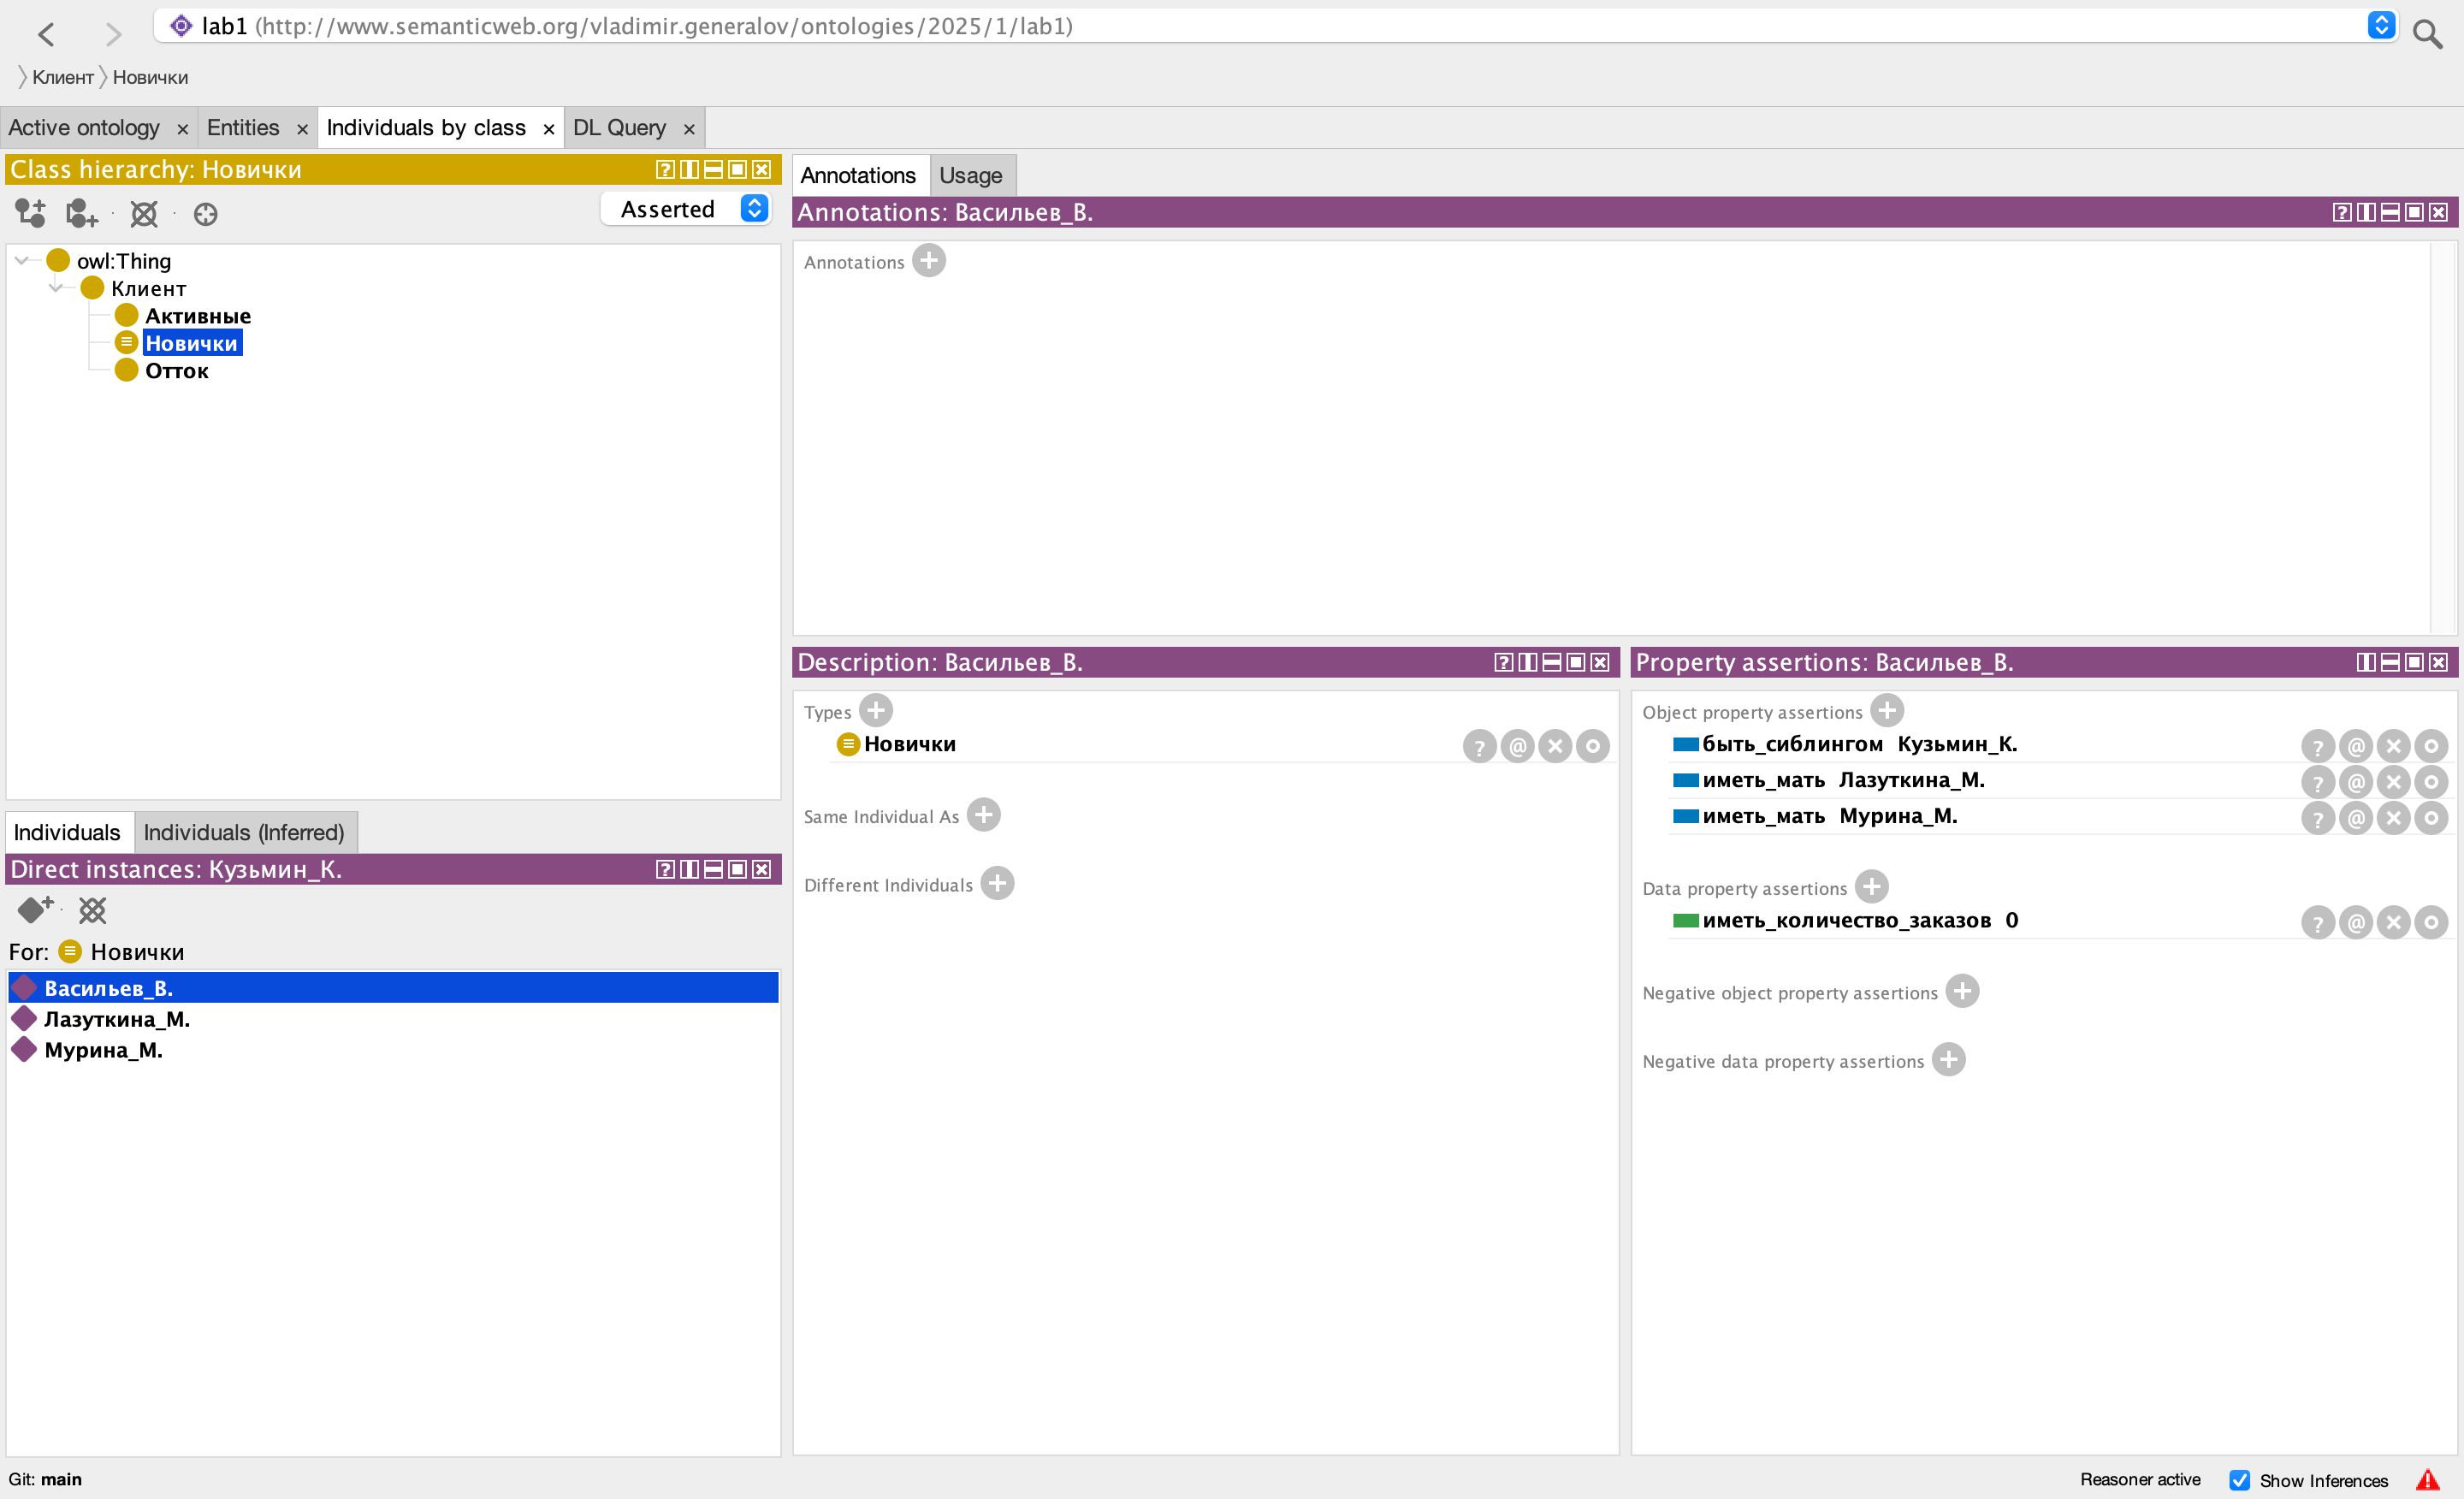 lab1 (http://www.semanticweb.org/vladimir.generalov/ontologies/2025/1/lab1)
Клиент Новички
Active ontology × Entities × Individuals by class × DL Query ×
Class hierarchy: Новички
Asserted
owl:Thing
Клиент
Активные
Новички
Отток
Individuals Individuals (Inferred)
Direct instances: Кузьмин_К.
For: Новички
Васильев_В.
Лазуткина_М.
Мурина_М.
Annotations Usage
Annotations: Васильев_В.
Annotations
Description: Васильев_В.
Types
Новички
Same Individual As
Different Individuals
Property assertions: Васильев_В.
Object property assertions
быть_сиблингом Кузьмин_К.
иметь_мать Лазуткина_М.
иметь_мать Мурина_М.
Data property assertions
иметь_количество_заказов 0
Negative object property assertions
Negative data property assertions
Git: main
Reasoner active Show Inferences